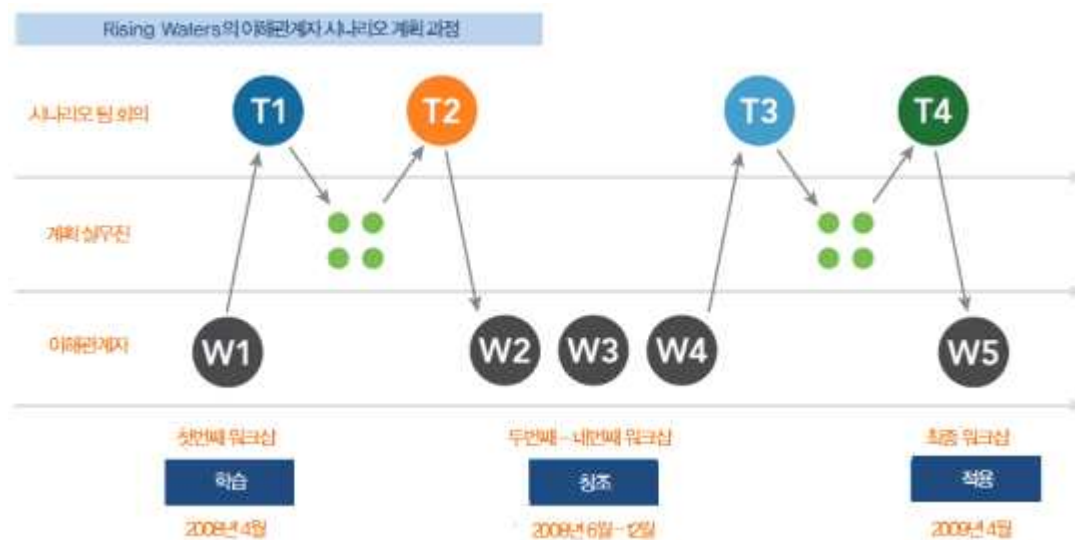 Rising Waters의 이해관계자 시나리오 계획 과정
시나리오 팀 회의
T1
T2
T3
T4
계획 실무진
이해관계자
W1
W2
W3
W4
W5
첫번째 워크샵
두번째 – 네번째 워크샵
최종 워크샵
학습
창조
적용
2008년 4월
2008년 6월 – 12월
2009년 4월